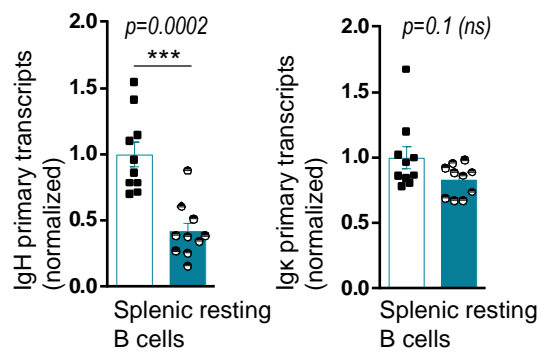 p=0.0002
***
IgH primary transcripts
(normalized)
2.0
1.5
1.0
0.5
0.0
Splenic resting
B cells
p=0.1 (ns)
Igκ primary transcripts
(normalized)
2.0
1.5
1.0
0.5
0.0
Splenic resting
B cells